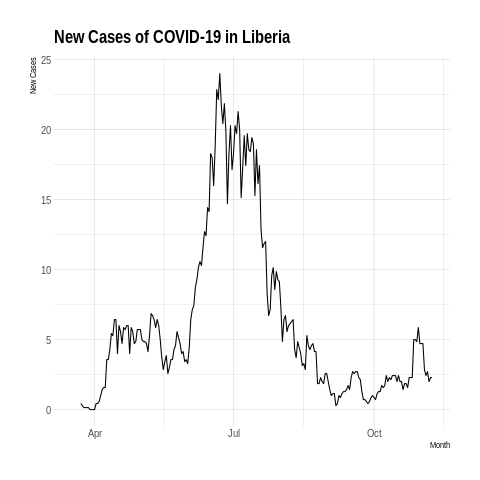 New Cases of COVID-19 in Liberia
New Cases
25
20
15
10
5
0
Apr
Jul
Oct
Month